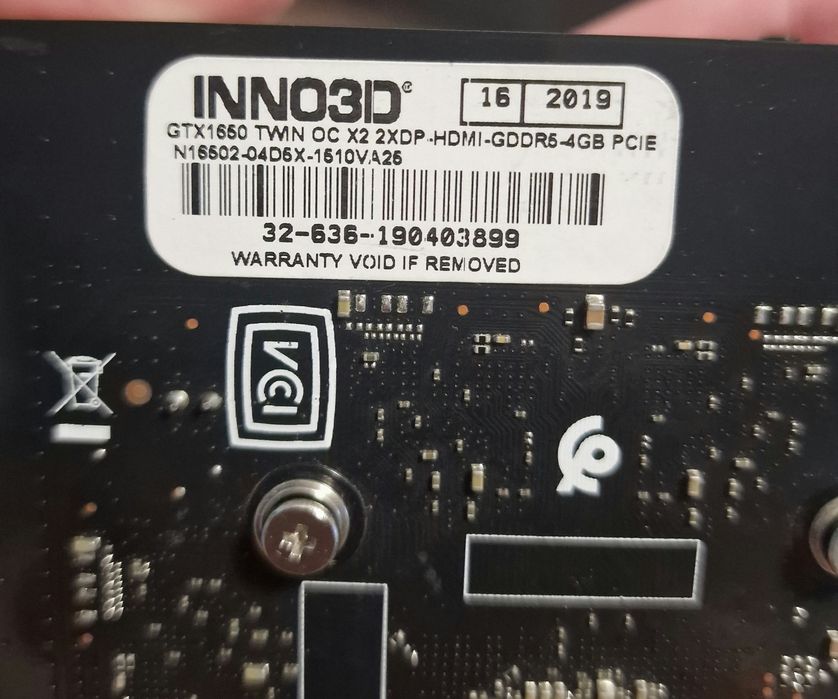 INNO3D®
16 2019
GTX1650 TWIN OC X2 2XDP-HDMI-GDDR5-4GB PCIE
N16502-04D5X-1510VA25
32-636-190403899
WARRANTY VOID IF REMOVED
VCI